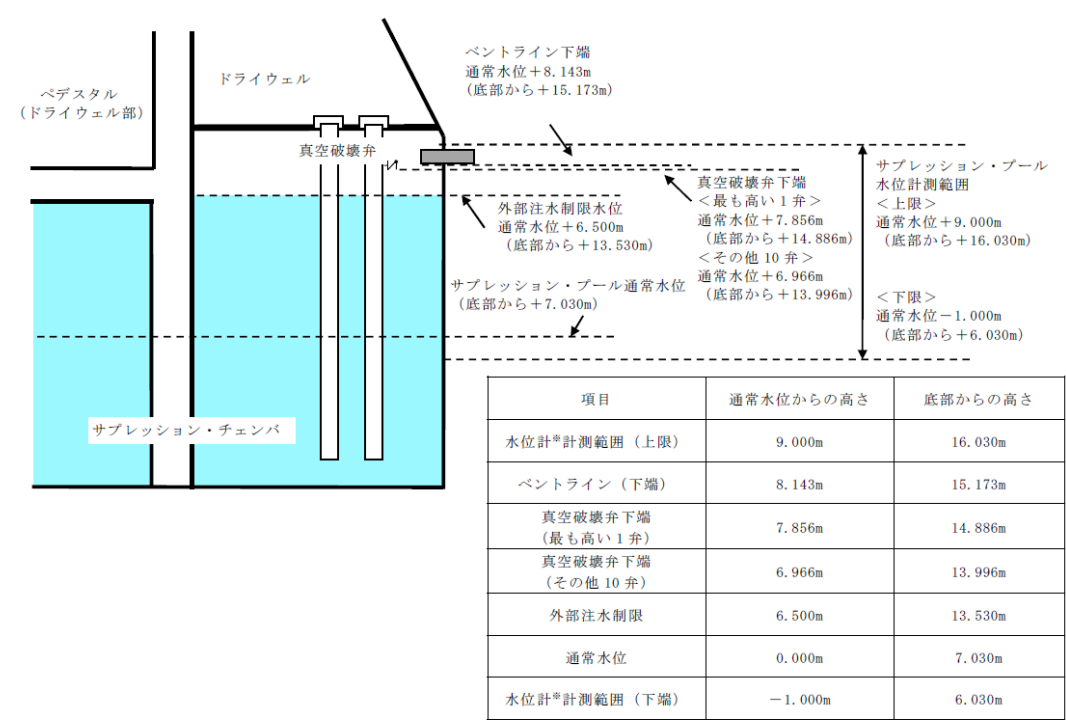 ペデスタル
（ドライウェル部）
ドライウェル
真空破壊弁
サプレッション・チェンバ
ベントライン下端
通常水位＋8.143m
（底部から＋15.173m）
外部注水制限水位
通常水位＋6.500m
（底部から＋13.530m）
サプレッション・プール通常水位
（底部から＋7.030m）
真空破壊弁下端
＜最も高い1弁＞
通常水位＋7.856m
（底部から＋14.886m）
＜その他10弁＞
通常水位＋6.966m
（底部から＋13.996m）
サプレッション・プール
水位計測範囲
＜上限＞
通常水位＋9.000m
（底部から＋16.030m）
＜下限＞
通常水位－1.000m
（底部から＋6.030m）
項目 通常水位からの高さ 底部からの高さ
水位計※計測範囲（上限） 9.000m 16.030m
ベントライン（下端） 8.143m 15.173m
真空破壊弁下端
（最も高い1弁） 7.856m 14.886m
真空破壊弁下端
（その他10弁） 6.966m 13.996m
外部注水制限 6.500m 13.530m
通常水位 0.000m 7.030m
水位計※計測範囲（下端） －1.000m 6.030m